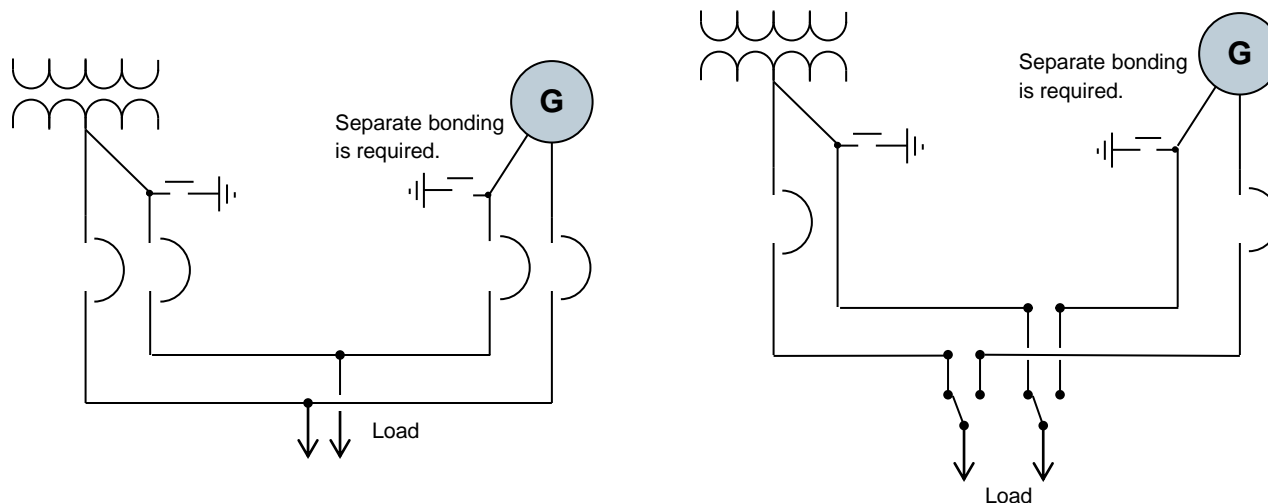 G
Separate bonding
is required.
Load
G
Separate bonding
is required.
Load